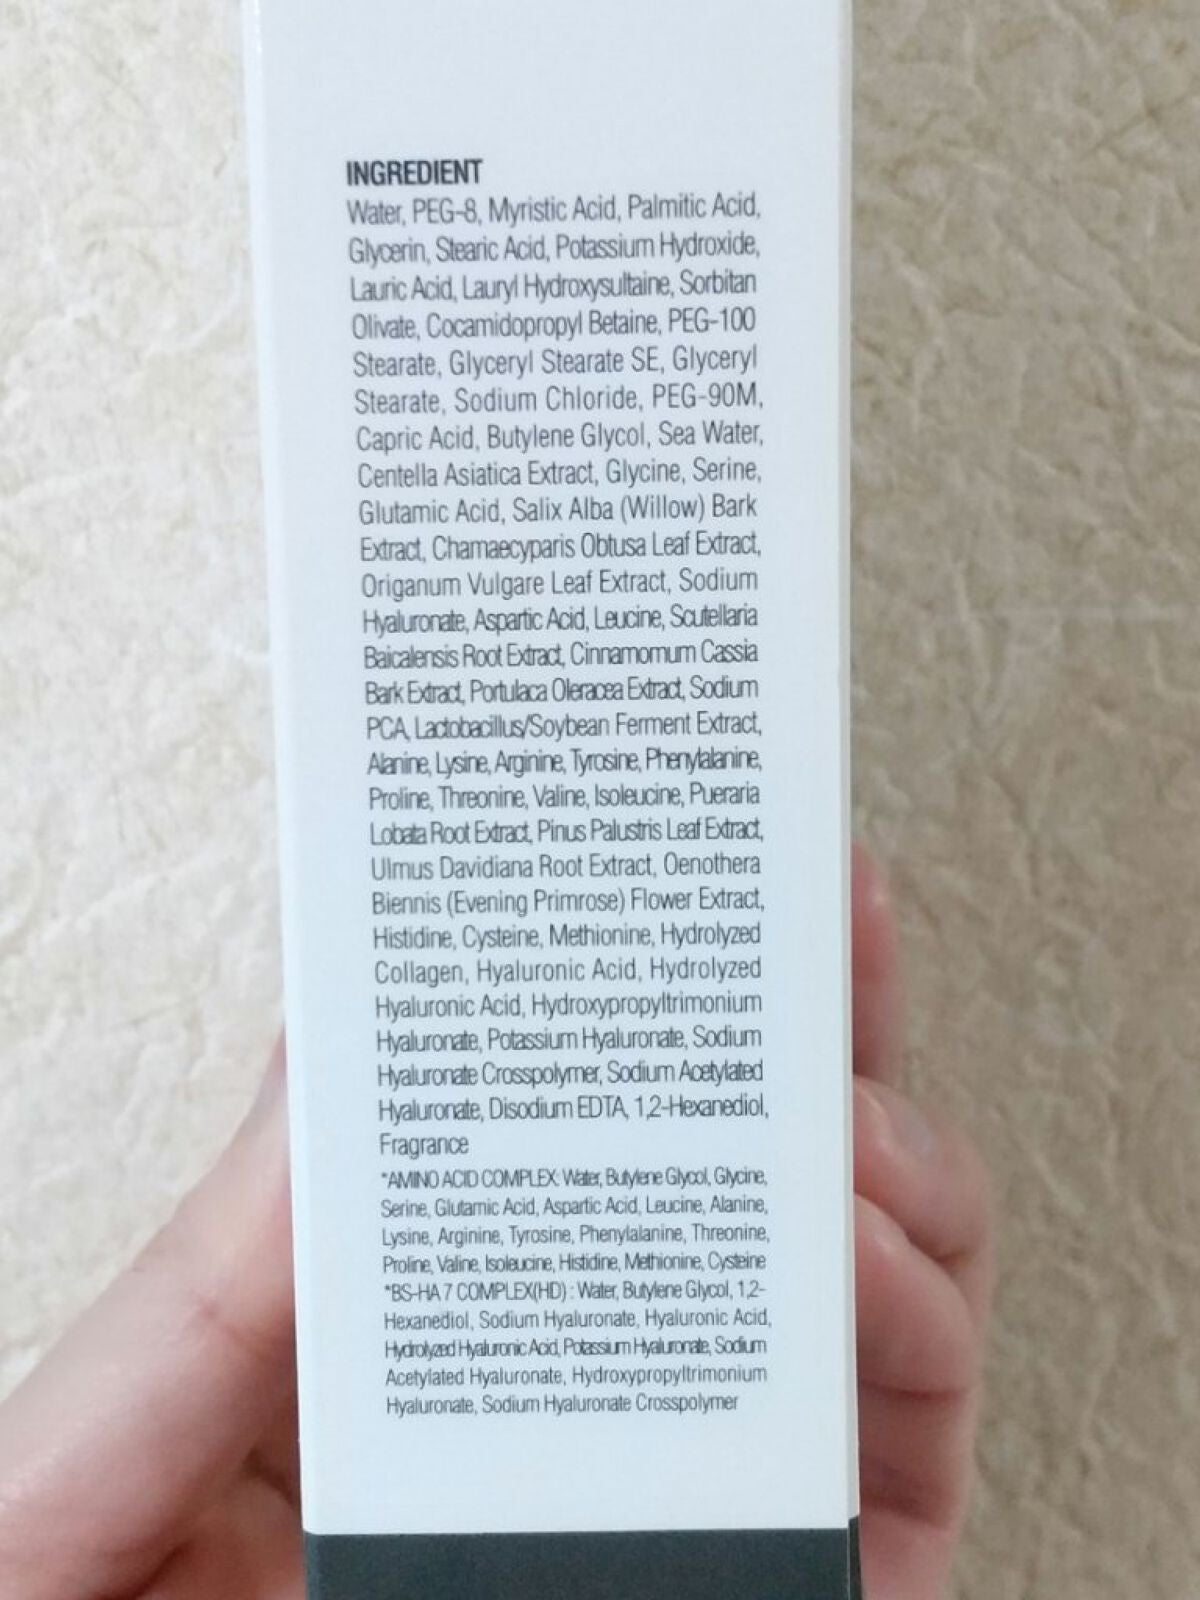 INGREDIENT
Water, PEG-8, Myristic Acid, Palmitic Acid,
Glycerin, Stearic Acid, Potassium Hydroxide,
Lauric Acid, Lauryl Hydroxysultaine, Sorbitan
Olivate, Cocamidopropyl Betaine, PEG-100
Stearate, Glyceryl Stearate SE, Glyceryl
Stearate, Sodium Chloride, PEG-90M,
Capric Acid, Butylene Glycol, Sea Water,
Centella Asiatica Extract, Glycine, Serine,
Glutamic Acid, Salix Alba (Willow) Bark
Extract, Chamaecyparis Obtusa Leaf Extract,
Origanum Vulgare Leaf Extract, Sodium
Hyaluronate, Aspartic Acid, Leucine, Scutellaria
Baicalensis Root Extract, Cinnamomum Cassia
Bark Extract, Portulaca Oleracea Extract, Sodium
PCA, Lactobacillus/Soybean Ferment Extract,
Alanine, Lysine, Arginine, Tyrosine, Phenylalanine,
Proline, Threonine, Valine, Isoleucine, Pueraria
Lobata Root Extract, Pinus Palustris Leaf Extract,
Ulmus Davidiana Root Extract, Oenothera
Biennis (Evening Primrose) Flower Extract,
Histidine, Cysteine, Methionine, Hydrolyzed
Collagen, Hyaluronic Acid, Hydrolyzed
Hyaluronic Acid, Hydroxypropyltrimonium
Hyaluronate, Potassium Hyaluronate, Sodium
Hyaluronate Crosspolymer, Sodium Acetylated
Hyaluronate, Disodium EDTA, 1,2-Hexanediol,
Fragrance
*AMINO ACID COMPLEX: Water, Butylene Glycol, Glycine,
Serine, Glutamic Acid, Aspartic Acid, Leucine, Alanine,
Lysine, Arginine, Tyrosine, Phenylalanine, Threonine,
Proline, Valine, Isoleucine, Histidine, Methionine, Cysteine
*BS-HA 7 COMPLEX(HD) : Water, Butylene Glycol, 1,2-
Hexanediol, Sodium Hyaluronate, Hyaluronic Acid,
Hydrolyzed Hyaluronic Acid, Potassium Hyaluronate, Sodium
Acetylated Hyaluronate, Hydroxypropyltrimonium
Hyaluronate, Sodium Hyaluronate Crosspolymer